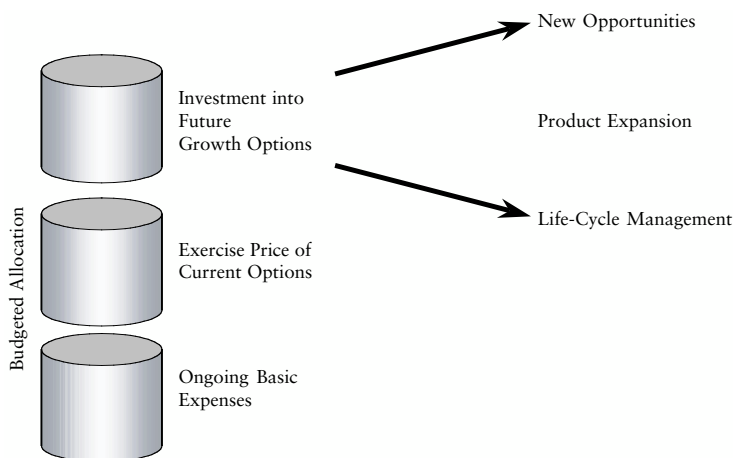 New Opportunities
Investment into
Future
Growth Options
Product Expansion
Life-Cycle Management
Exercise Price of
Current Options
Budgeted Allocation
Ongoing Basic
Expenses